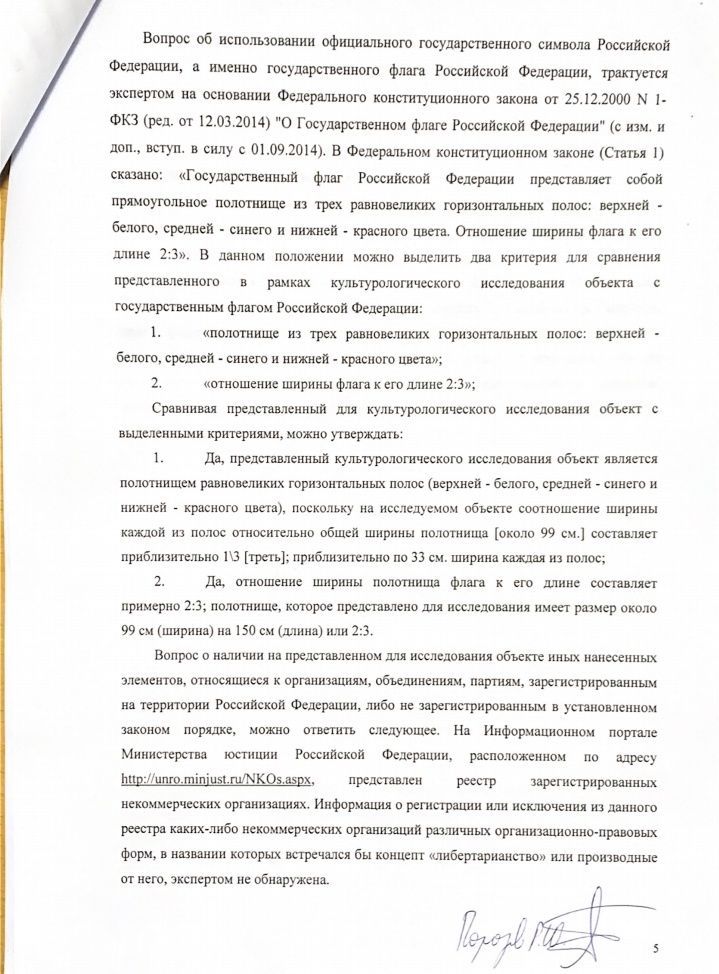 Вопрос об использовании официального государственного символа Российской
Федерации, а именно государственного флага Российской Федерации, трактуется
экспертом на основании Федерального конституционного закона от 25.12.2000 N 1-
ФКЗ (ред. от 12.03.2014) "О Государственном флаге Российской Федерации" (с изм. и
доп., вступ. в силу с 01.09.2014). В Федеральном конституционном законе (Статья 1)
сказано: «Государственный флаг Российской Федерации представляет собой
прямоугольное полотнище из трех равновеликих горизонтальных полос: верхней -
белого, средней - синего и нижней - красного цвета. Отношение ширины флага к его
длине 2:3». В данном положении можно выделить два критерия для сравнения
представленного в рамках культурологического исследования объекта с
государственным флагом Российской Федерации:
1. «полотнище из трех равновеликих горизонтальных полос: верхней -
белого, средней - синего и нижней - красного цвета»;
2. «отношение ширины флага к его длине 2:3»;
Сравнивая представленный для культурологического исследования объект с
выделенными критериями, можно утверждать:
1. Да, представленный культурологического исследования объект является
полотнищем равновеликих горизонтальных полос (верхней - белого, средней - синего и
нижней - красного цвета), поскольку на исследуемом объекте соотношение ширины
каждой из полос относительно общей ширины полотнища [около 99 см.] составляет
приблизительно 1\3 [треть]; приблизительно по 33 см. ширина каждая из полос;
2. Да, отношение ширины полотнища флага к его длине составляет
примерно 2:3; полотнище, которое представлено для исследования имеет размер около
99 см (ширина) на 150 см (длина) или 2:3.
Вопрос о наличии на представленном для исследования объекте иных нанесенных
элементов, относящиеся к организациям, объединениям, партиям, зарегистрированным
на территории Российской Федерации, либо не зарегистрированным в установленном
законом порядке, можно ответить следующее. На Информационном портале
Министерства юстиции Российской Федерации, расположенном по адресу
http://unro.minjust.ru/NKOs.aspx, представлен реестр зарегистрированных
некоммерческих организациях. Информация о регистрации или исключения из данного
реестра каких-либо некоммерческих организаций различных организационно-правовых
форм, в названии которых встречался бы концепт «либертарианство» или производные
от него, экспертом не обнаружена.
5